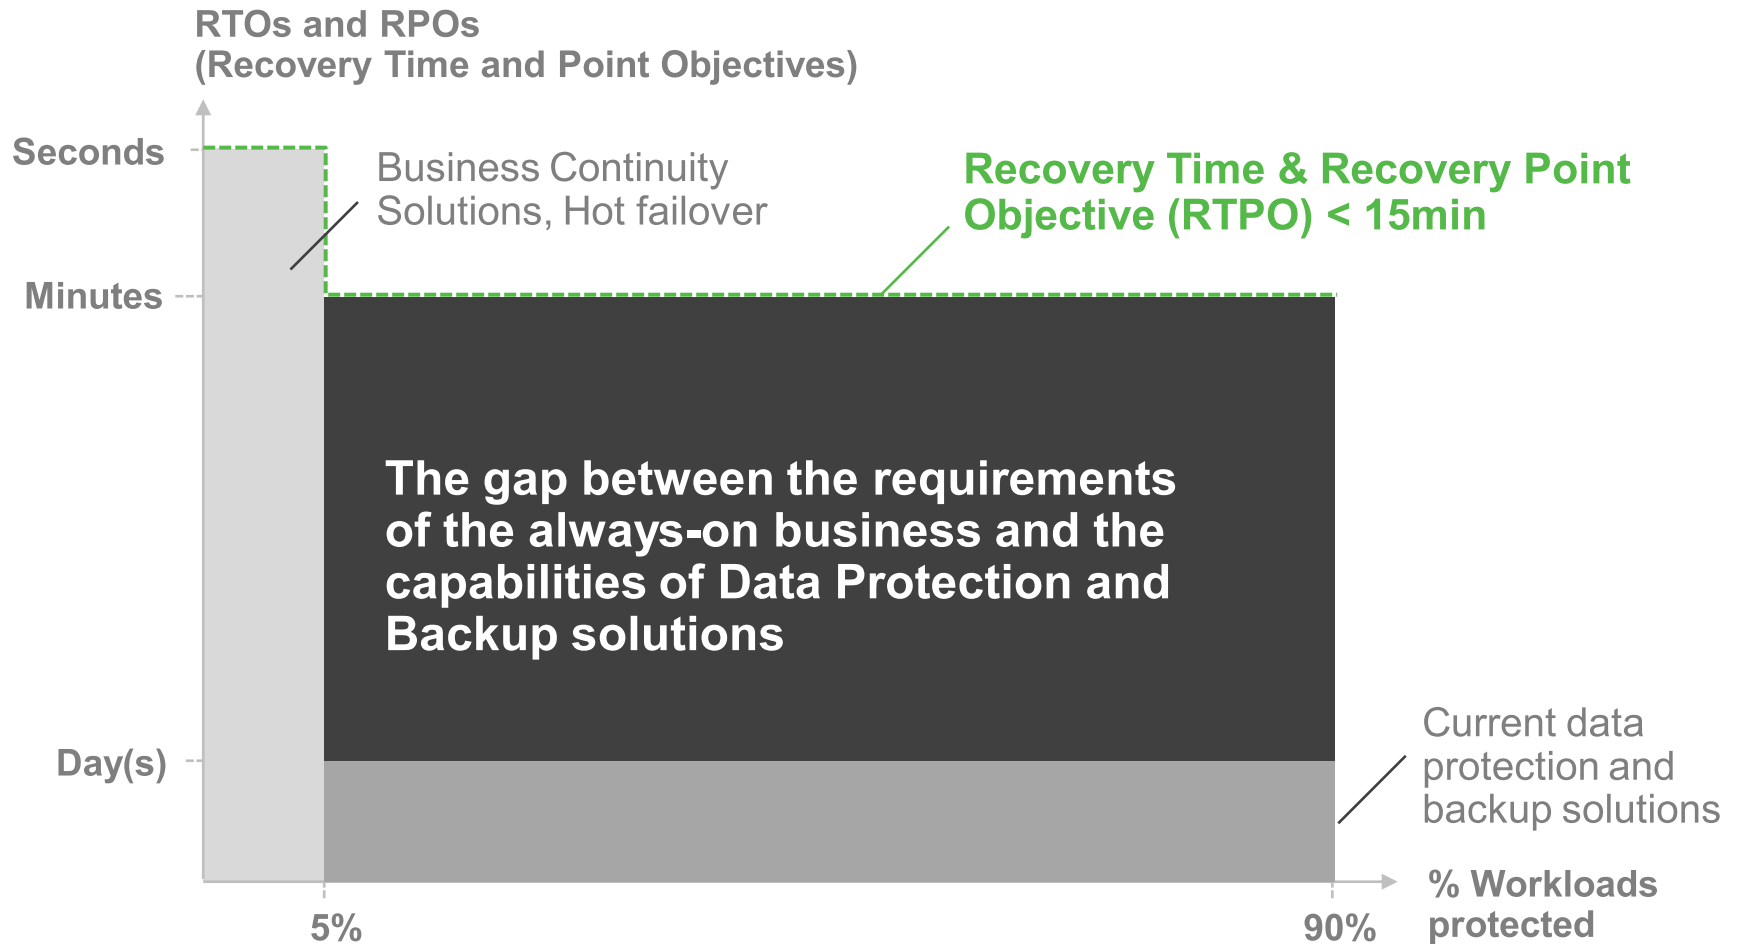 RTOs and RPOs
(Recovery Time and Point Objectives)
Seconds
Business Continuity
Solutions, Hot failover
Recovery Time & Recovery Point
Objective (RTPO) < 15min
Minutes
The gap between the requirements
of the always-on business and the
capabilities of Data Protection and
Backup solutions
Day(s)
Current data
protection and
backup solutions
5%
90%
% Workloads
protected